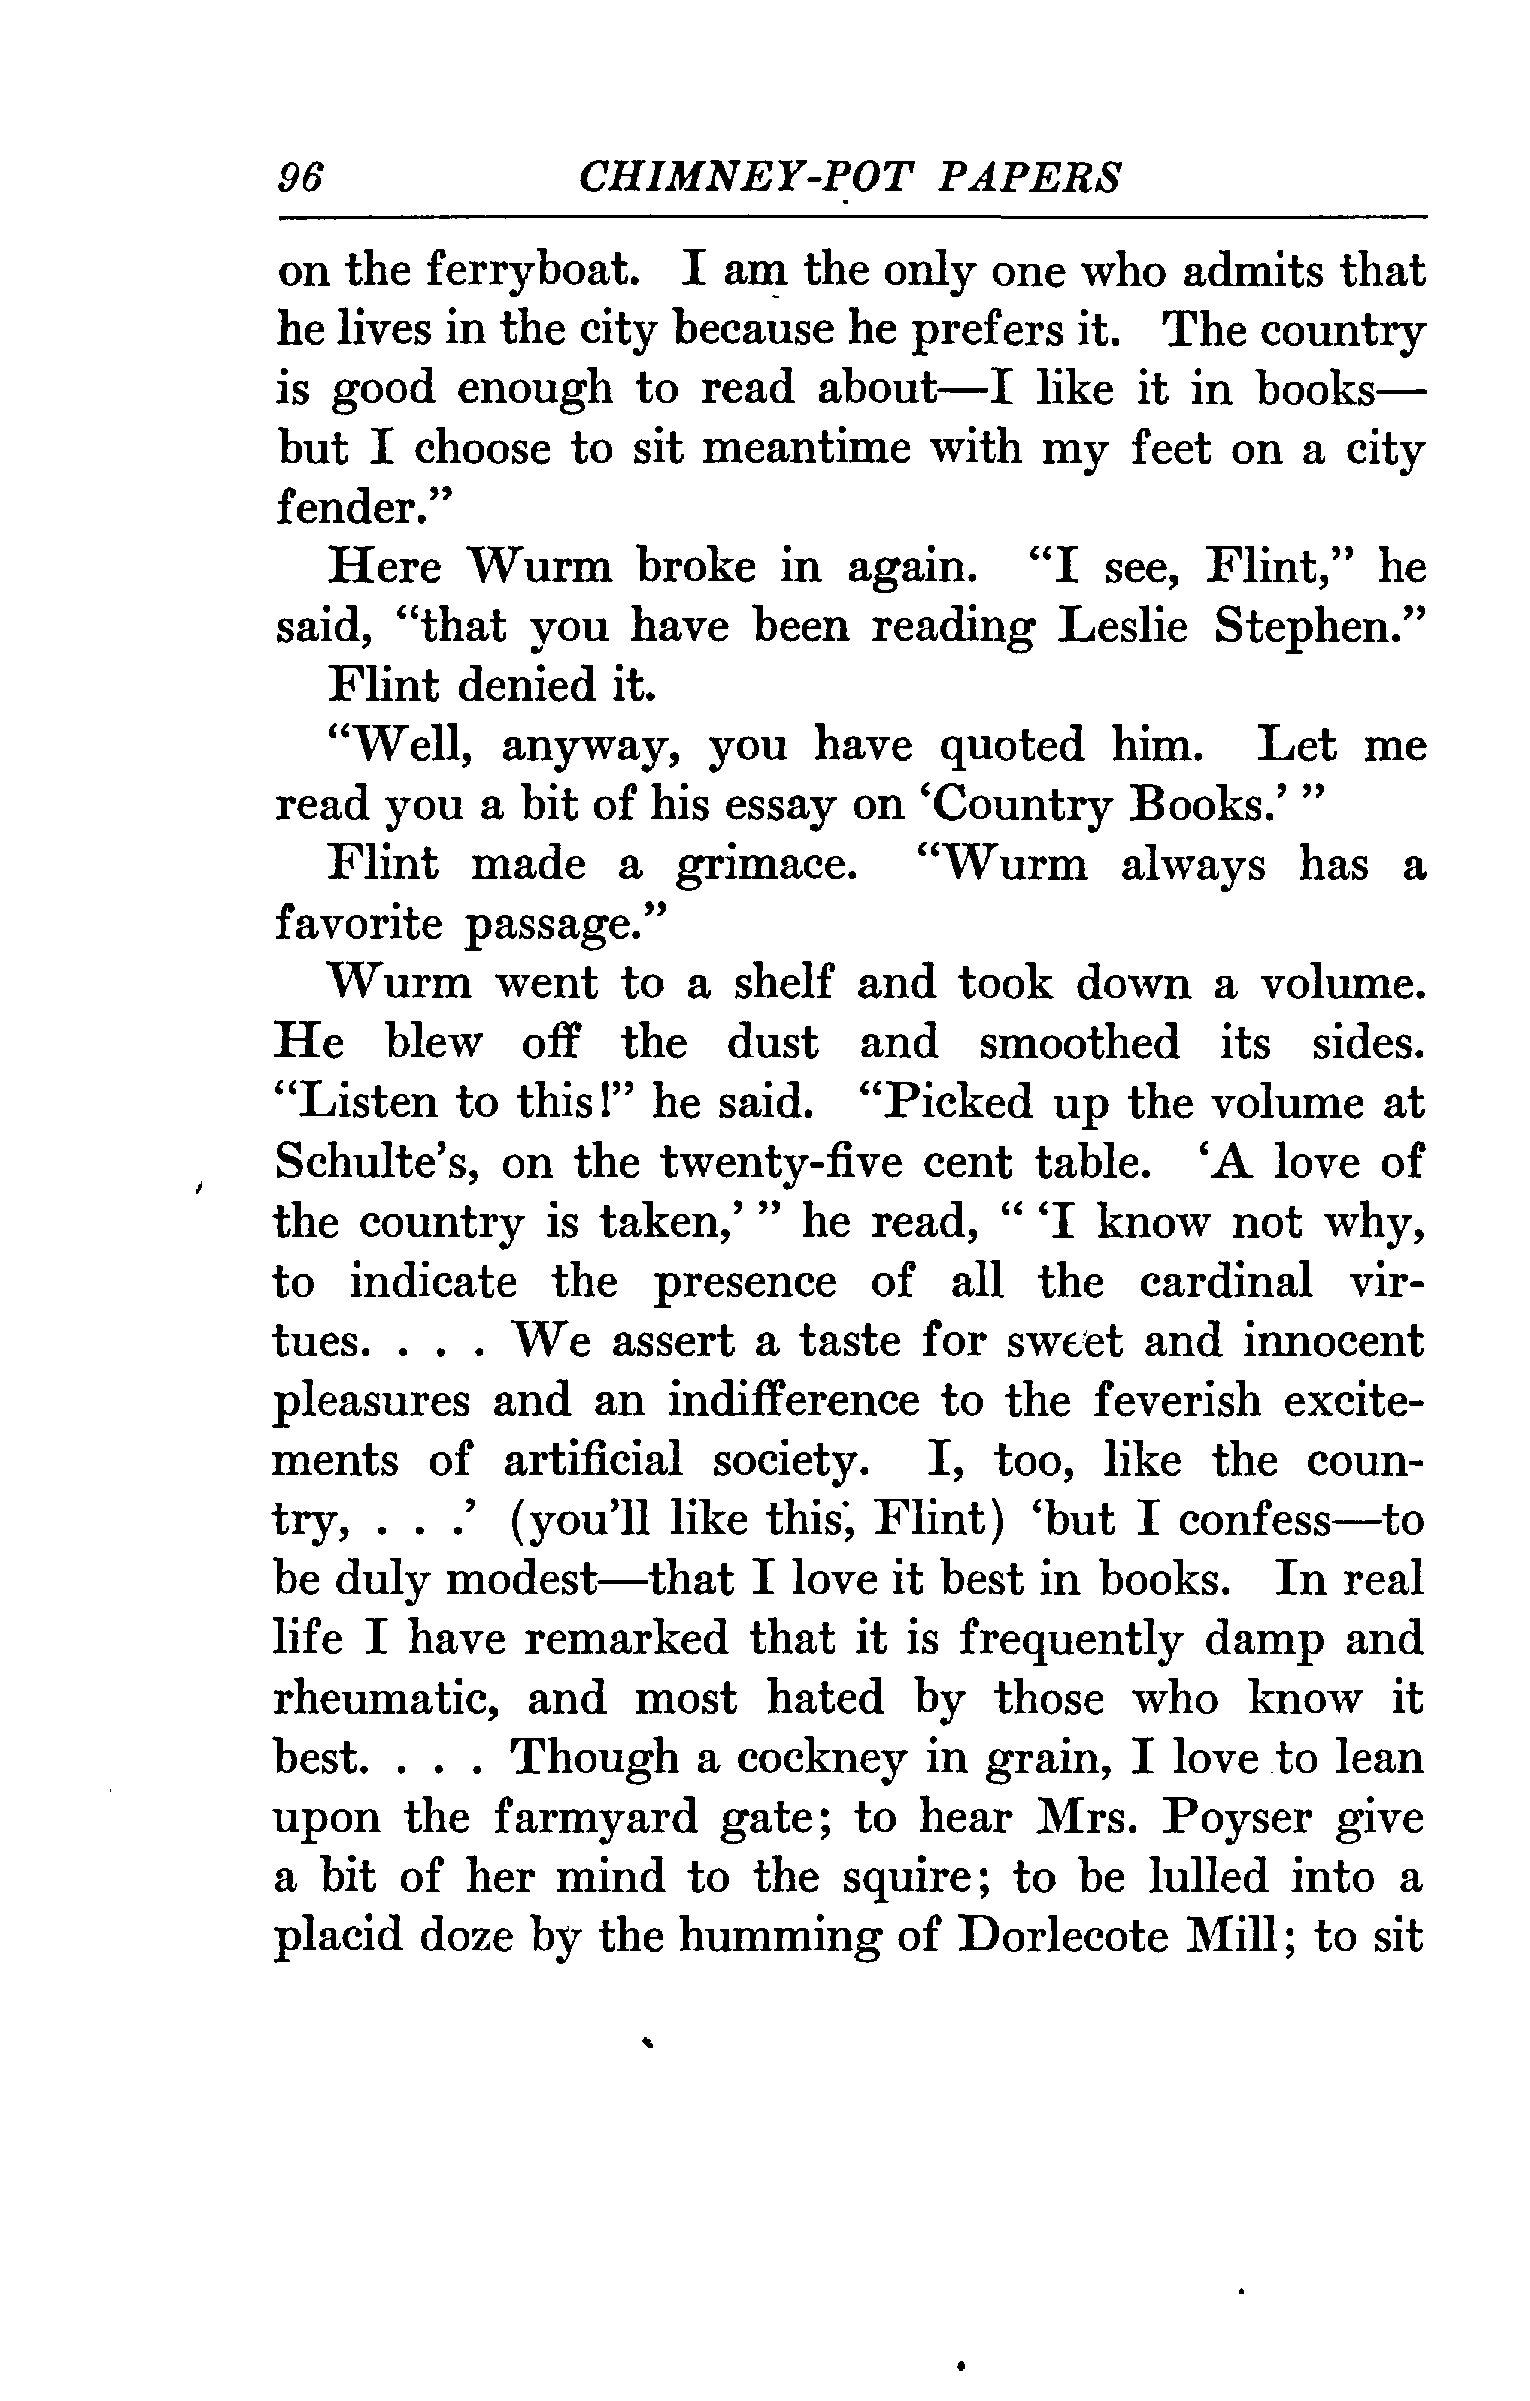 96 CHIMNEY-POT PAPERS
on the ferryboat. I am the only one who admits that
he lives in the city because he prefers it. The country
is good enough to read about—I like it in books—
but I choose to sit meantime with my feet on a city
fender.”
Here Wurm broke in again. “I see, Flint,” he
said, “that you have been reading Leslie Stephen.”
Flint denied it.
“Well, anyway, you have quoted him. Let me
read you a bit of his essay on ‘Country Books.’ ”
Flint made a grimace. “Wurm always has a
favorite passage.”
Wurm went to a shelf and took down a volume.
He blew off the dust and smoothed its sides.
“Listen to this!” he said. “Picked up the volume at
Schulte’s, on the twenty-five cent table. ‘A love of
the country is taken,’ ” he read, “ ‘I know not why,
to indicate the presence of all the cardinal vir-
tues. . . . We assert a taste for sweet and innocent
pleasures and an indifference to the feverish excite-
ments of artificial society. I, too, like the coun-
try, . . .’ (you’ll like this, Flint) ‘but I confess—to
be duly modest—that I love it best in books. In real
life I have remarked that it is frequently damp and
rheumatic, and most hated by those who know it
best. . . . Though a cockney in grain, I love to lean
upon the farmyard gate; to hear Mrs. Poyser give
a bit of her mind to the squire; to be lulled into a
placid doze by the humming of Dorlecote Mill; to sit